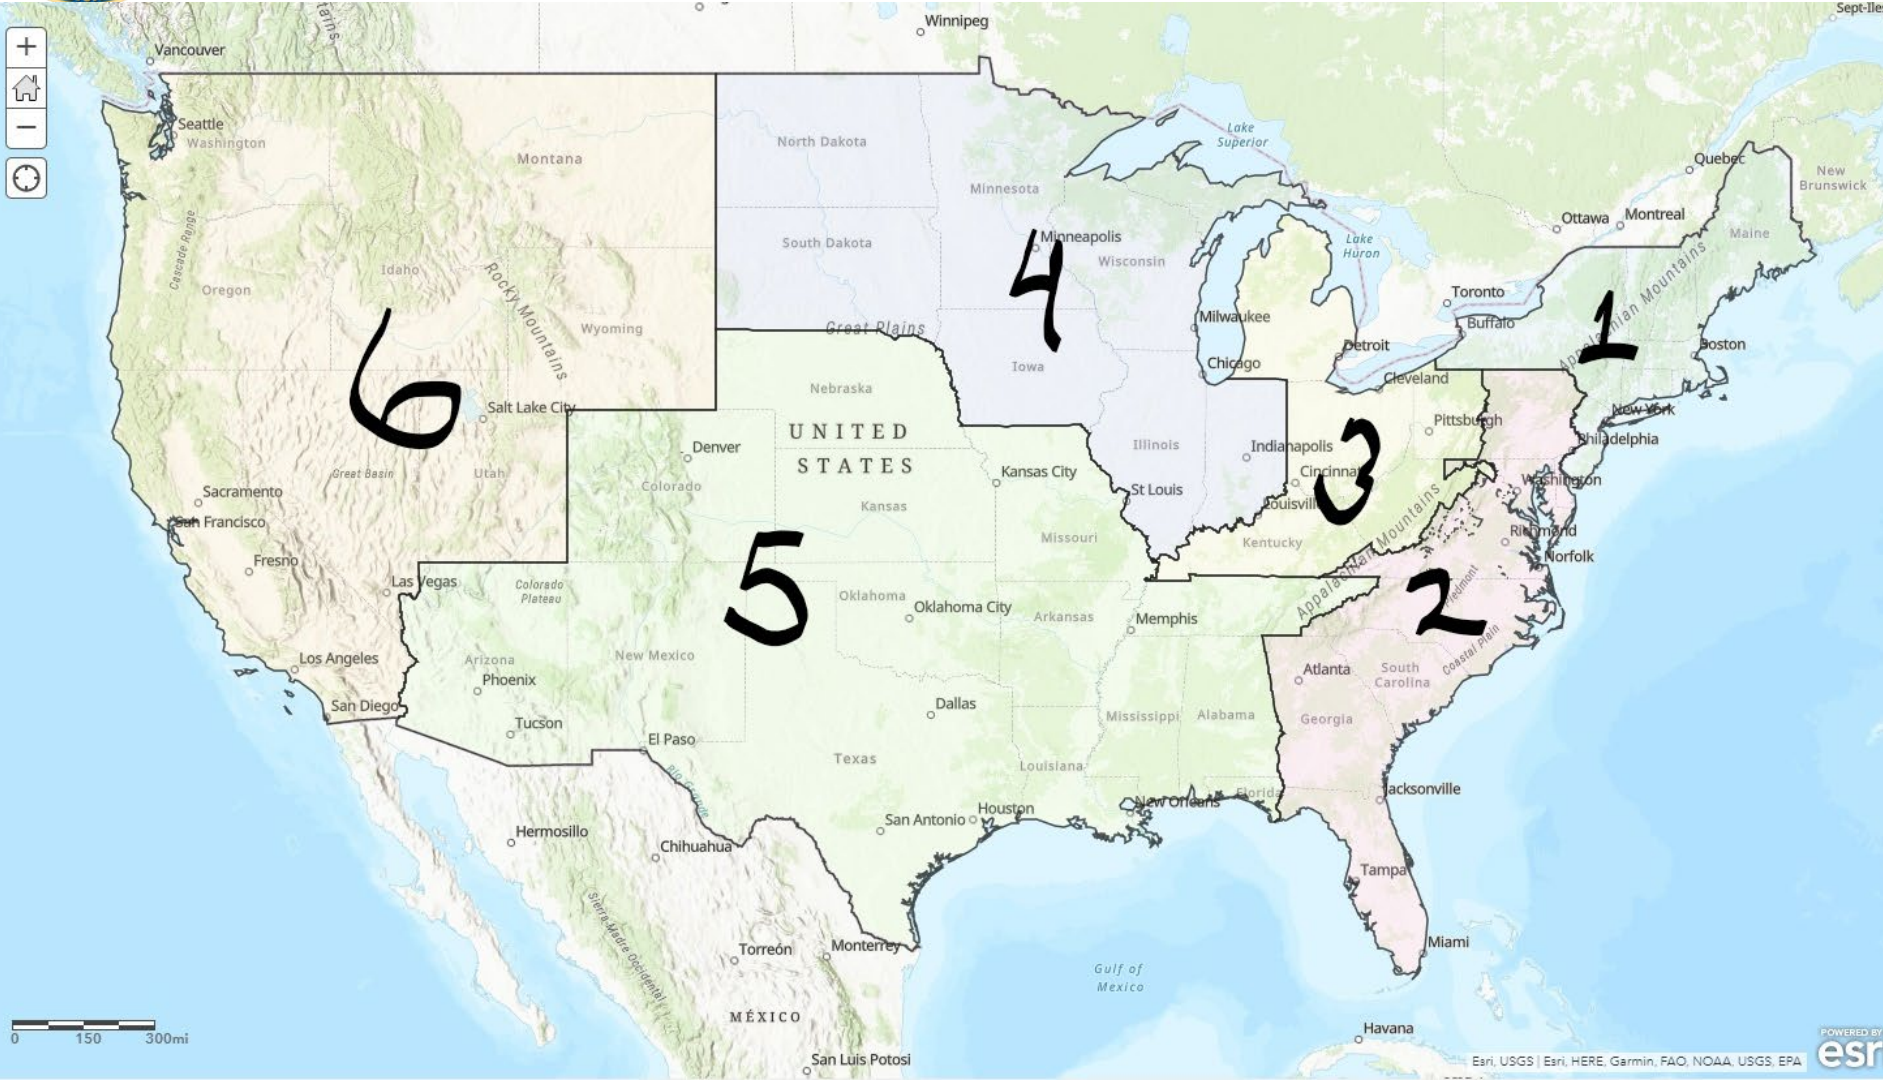 Sept-Iles
Winnipeg
Vancouver
Quebec
New
Brunswick
Seattle
Washington
Montana
North Dakota
Minnesota
Lake
Superior
Ottawa
Montreal
Maine
Cascade Range
Minneapolis
South Dakota
Wisconsin
Lake
Huron
Idaho
Rocky Mountains
Oregon
4
Toronto
Appalachian Mountains
1
Wyoming
Great Plains
Milwaukee
Buffalo
Boston
Detroit
6
Iowa
Chicago
Cleveland
Nebraska
Salt Lake City
New York
UNITED
STATES
Pittsburgh
Philadelphia
Denver
Illinois
Indianapolis
3
Great Basin
Utah
Colorado
Kansas City
Cincinnati
Washington
Sacramento
St Louis
Kansas
Louisville
San Francisco
Richmond
Missouri
Kentucky
Appalachian Mountains
Norfolk
Fresno
Las Vegas
Colorado
Plateau
5
Oklahoma
Oklahoma City
Arkansas
Memphis
2
Piedmont
Coastal Plain
Los Angeles
Arizona
New Mexico
Phoenix
Atlanta
South
Carolina
San Diego
Tucson
Dallas
Mississippi
Alabama
Georgia
El Paso
Rio Grande
Texas
Louisiana
Florida
Jacksonville
New Orleans
Houston
San Antonio
Hermosillo
Chihuahua
Tampa
Sierra Madre Occidental
Torreón
Monterrey
Miami
Gulf of
Mexico
MÉXICO
0 150 300mi
Havana
San Luis Potosi
Esri, USGS | Esri, HERE, Garmin, FAO, NOAA, USGS, EPA
POWERED BY
esri